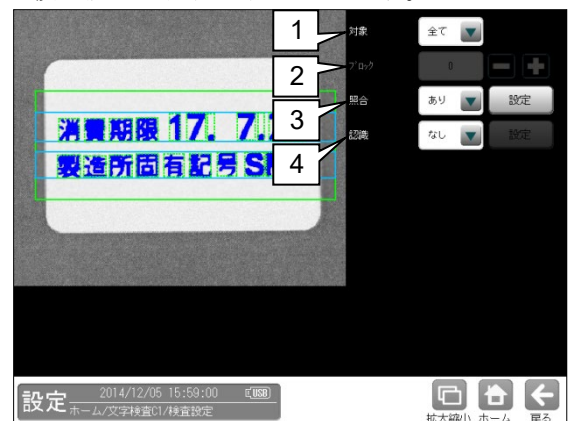 1
対象
全て
2
ブロック
0
3
照合
あり
設定
4
認識
なし
設定
消費期限 17. 7.
製造所固有記号S
設定
2014/12/05 15:59:00
USB
ホーム/文字検査C1/検査設定
拡大縮小
ホーム
戻る